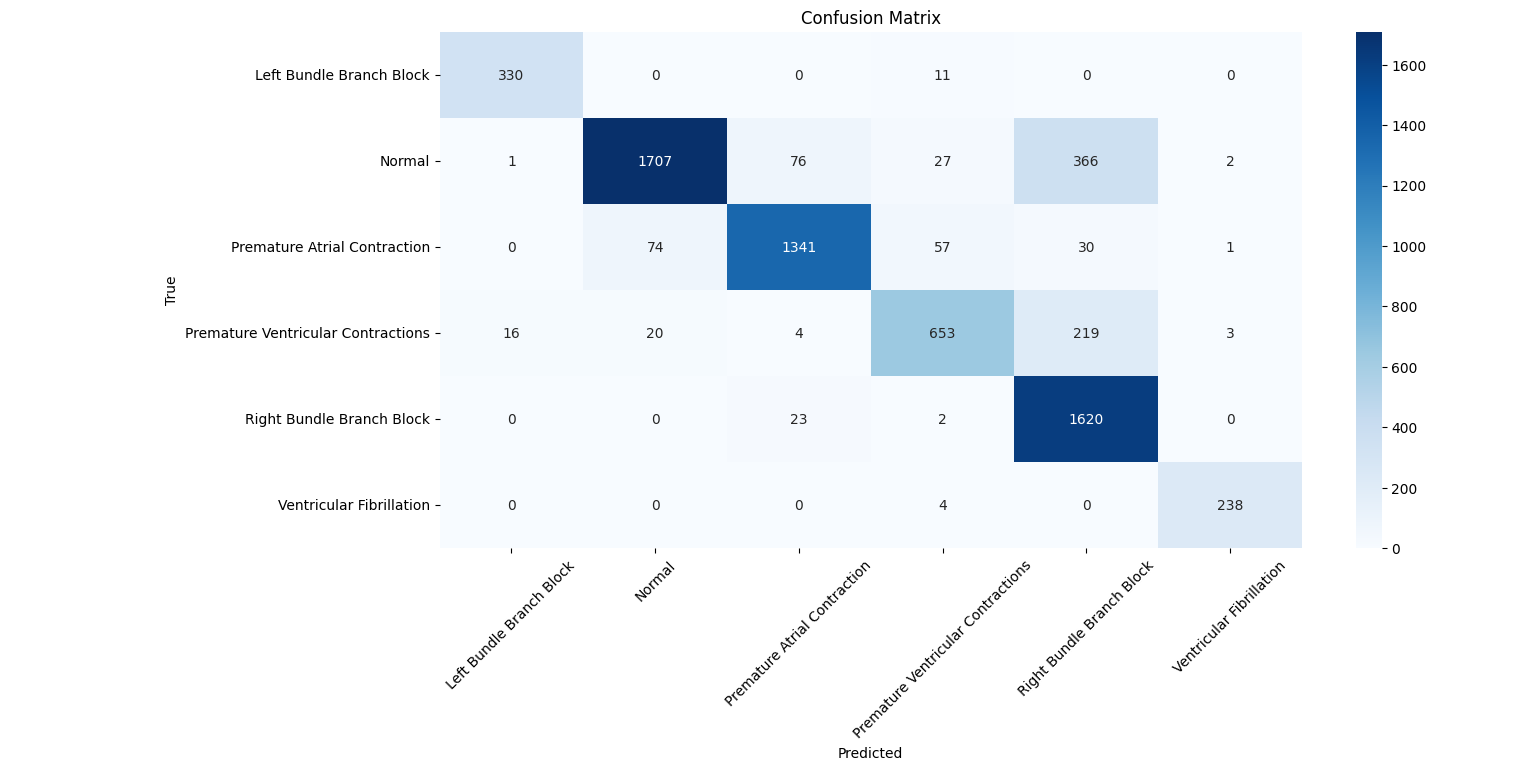 Confusion Matrix
Left Bundle Branch Block 330 0 0 11 0 0
Normal 1 1707 76 27 366 2
Premature Atrial Contraction 0 74 1341 57 30 1
Premature Ventricular Contractions 16 20 4 653 219 3
Right Bundle Branch Block 0 0 23 2 1620 0
Ventricular Fibrillation 0 0 0 4 0 238
True
Left Bundle Branch Block
Normal
Premature Atrial Contraction
Premature Ventricular Contractions
Right Bundle Branch Block
Ventricular Fibrillation
Predicted
1600
1400
1200
1000
800
600
400
200
0